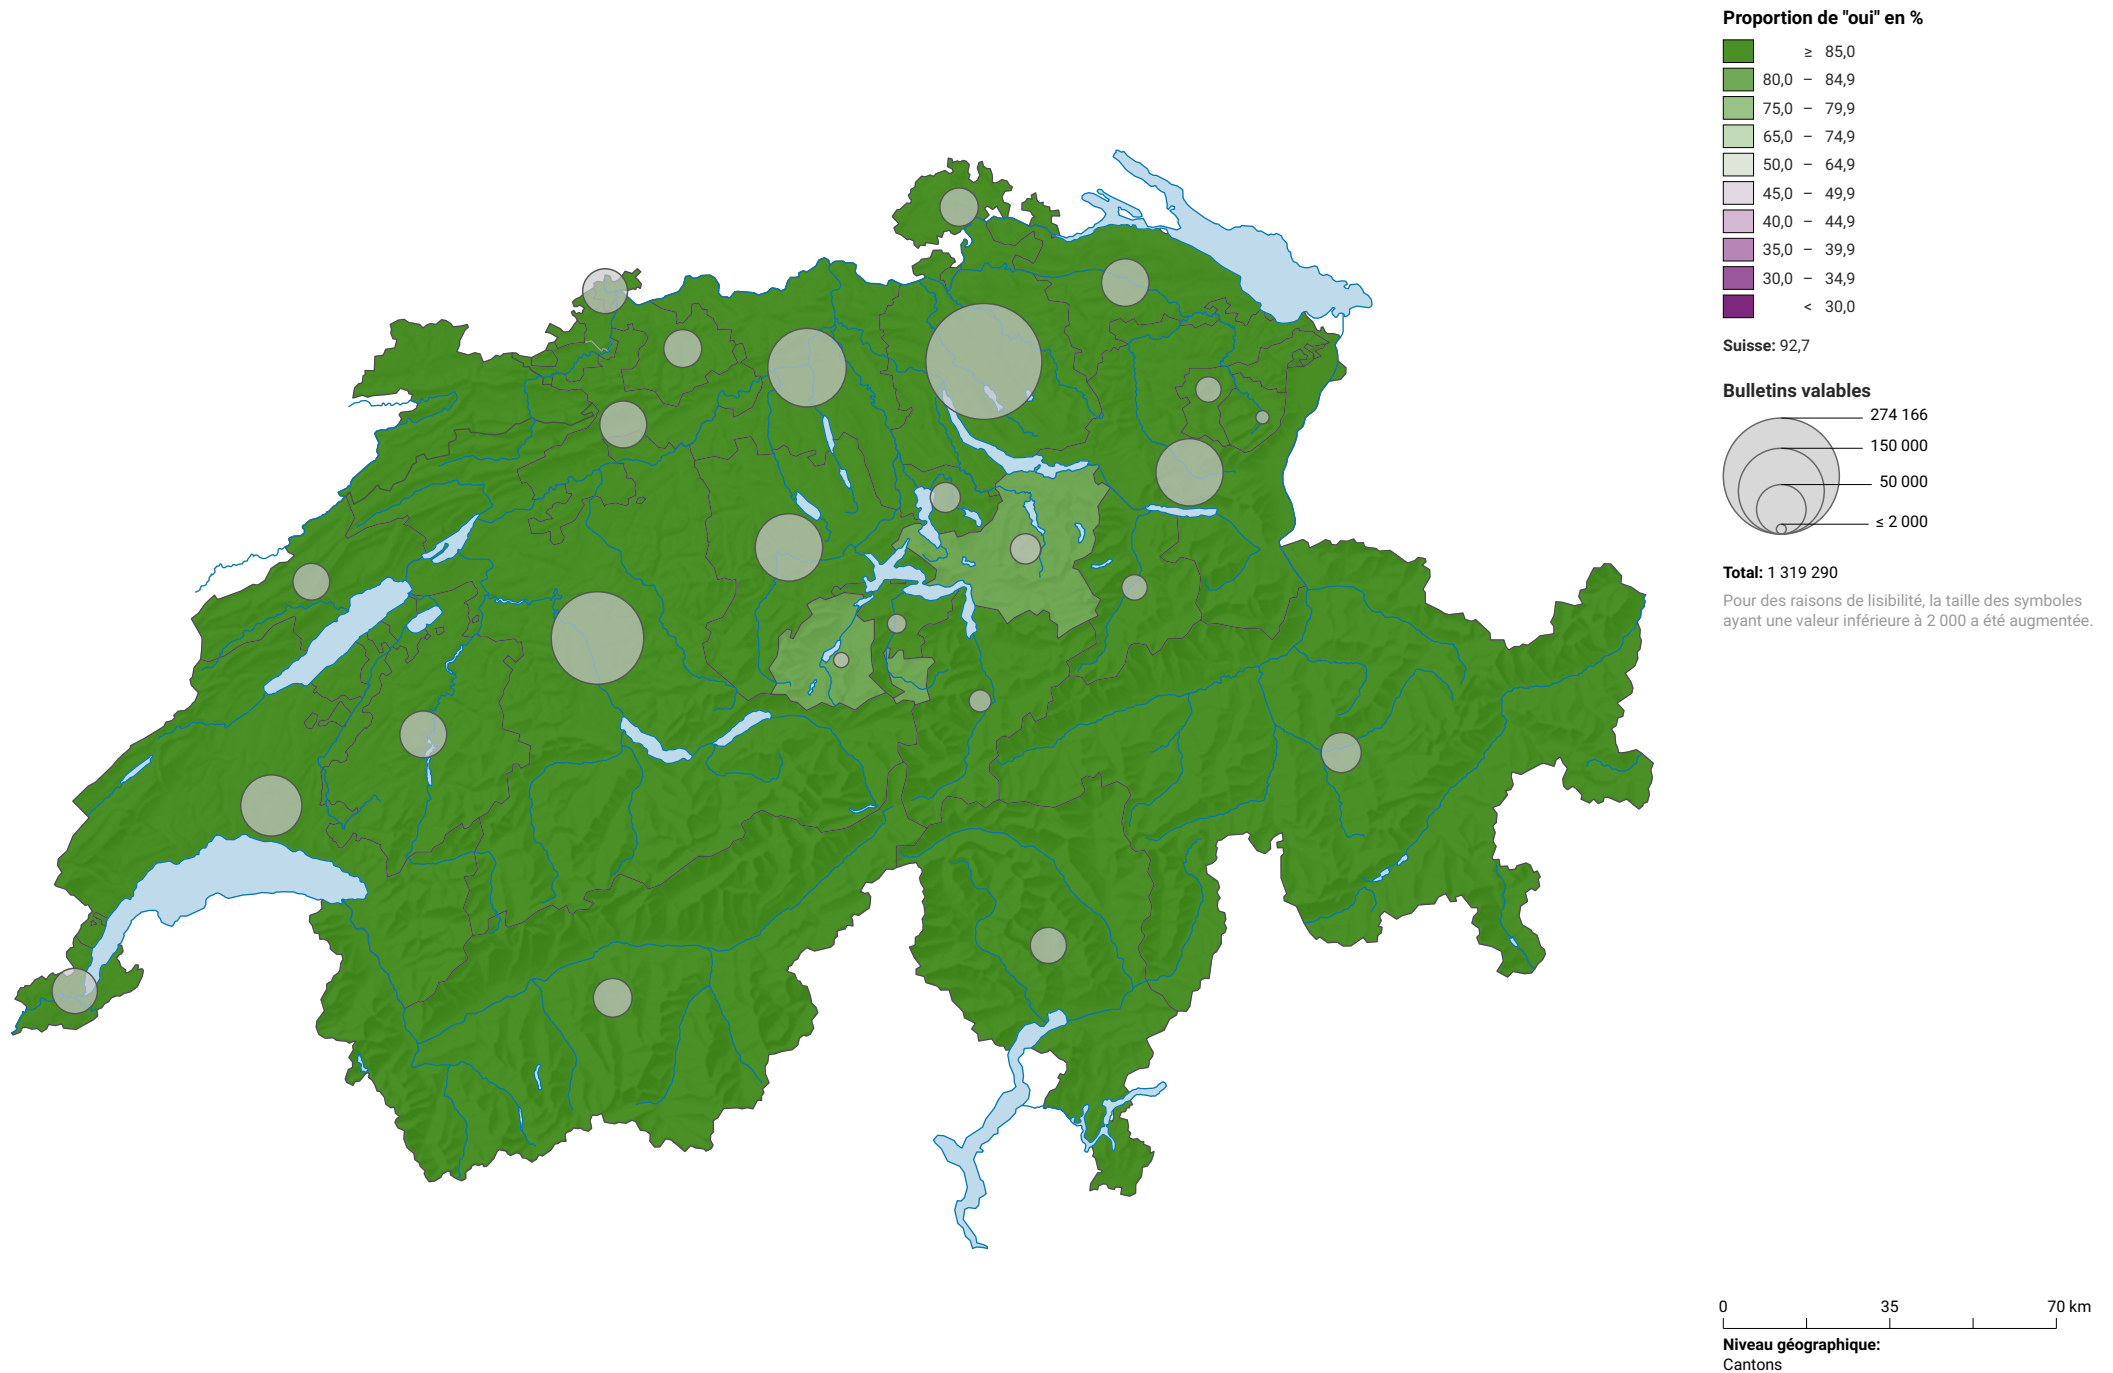 Proportion de "oui" en %
≥ 85,0
80,0 – 84,9
75,0 – 79,9
65,0 – 74,9
50,0 – 64,9
45,0 – 49,9
40,0 – 44,9
35,0 – 39,9
30,0 – 34,9
< 30,0
Suisse: 92,7
Bulletins valables
274 166
150 000
50 000
≤ 2 000
Total: 1 319 290
Pour des raisons de lisibilité, la taille des symboles
ayant une valeur inférieure à 2 000 a été augmentée.
0 35 70 km
Niveau géographique:
Cantons